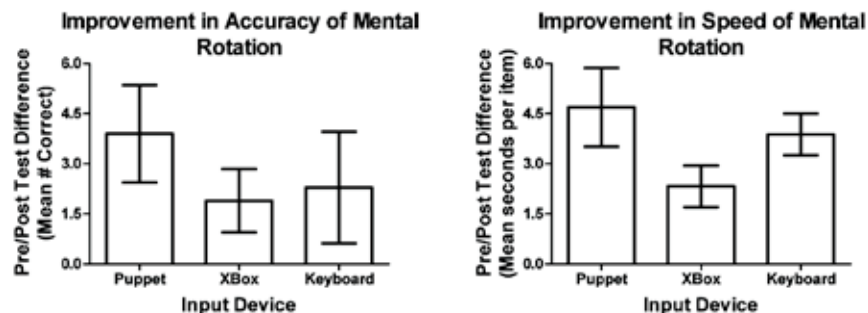 Improvement in Accuracy of Mental
Rotation
Pre/Post Test Difference
(Mean # Correct)
6.0
4.5
3.0
1.5
0.0
Puppet XBox Keyboard
Input Device
Improvement in Speed of Mental
Rotation
Pre/Post Test Difference
(Mean seconds per item)
6.0
4.5
3.0
1.5
0.0
Puppet XBox Keyboard
Input Device